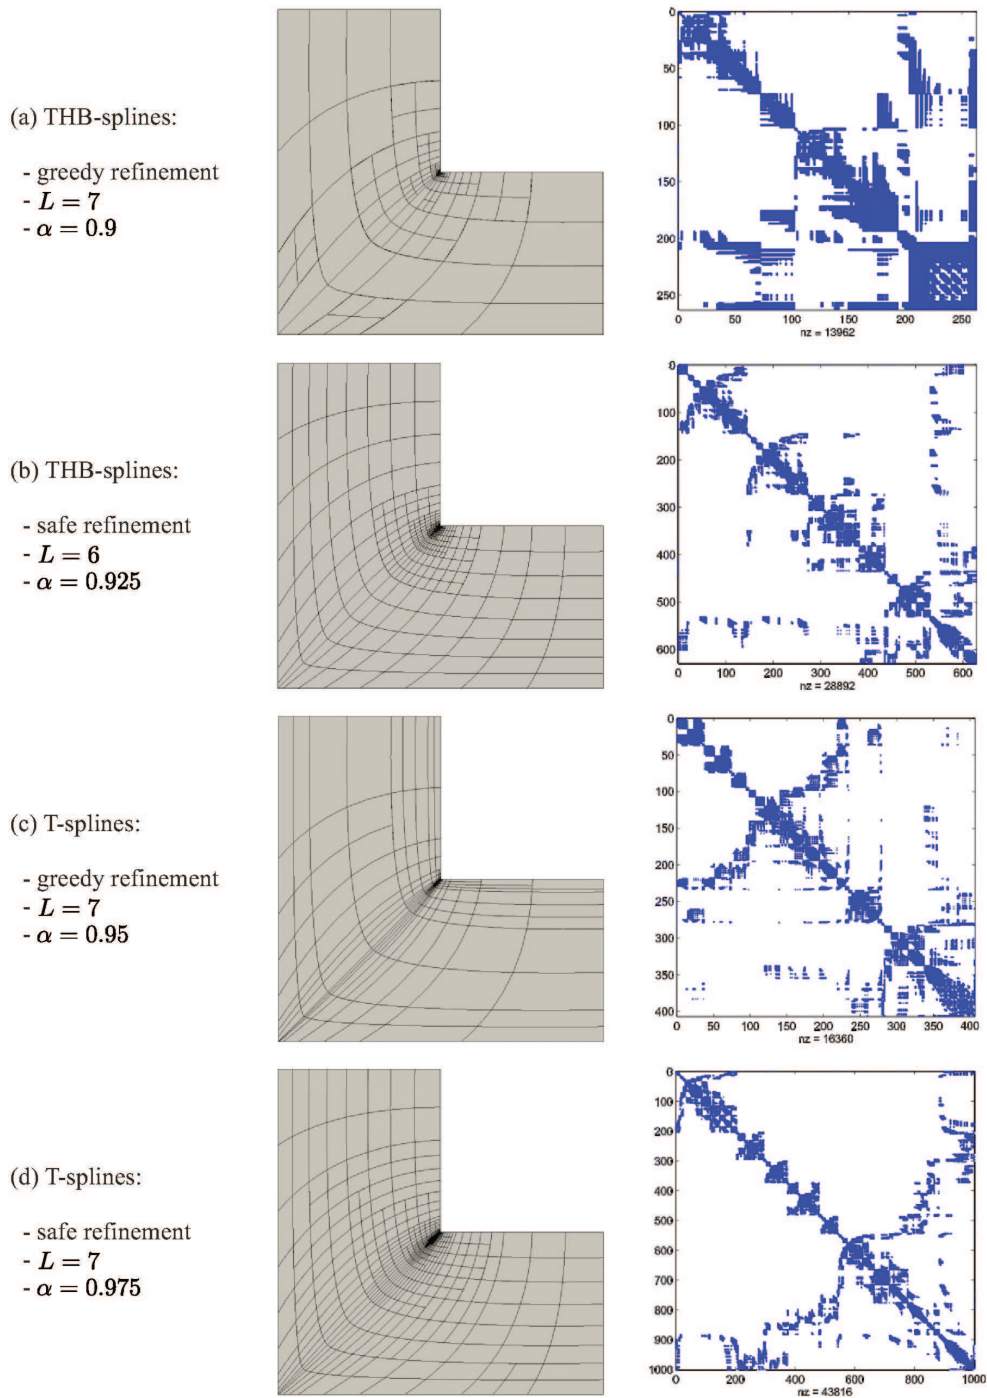 (a) THB-splines:
- greedy refinement
- L = 7
- α = 0.9
0
50
100
150
200
250
0 50 100 150 200 250
nz = 13962
(b) THB-splines:
- safe refinement
- L = 6
- α = 0.925
0
100
200
300
400
500
600
0 100 200 300 400 500 600
nz = 28892
(c) T-splines:
- greedy refinement
- L = 7
- α = 0.95
0
50
100
150
200
250
300
350
400
0 50 100 150 200 250 300 350 400
nz = 16360
(d) T-splines:
- safe refinement
- L = 7
- α = 0.975
0
100
200
300
400
500
600
700
800
900
1000
0 200 400 600 800 1000
nz = 43816